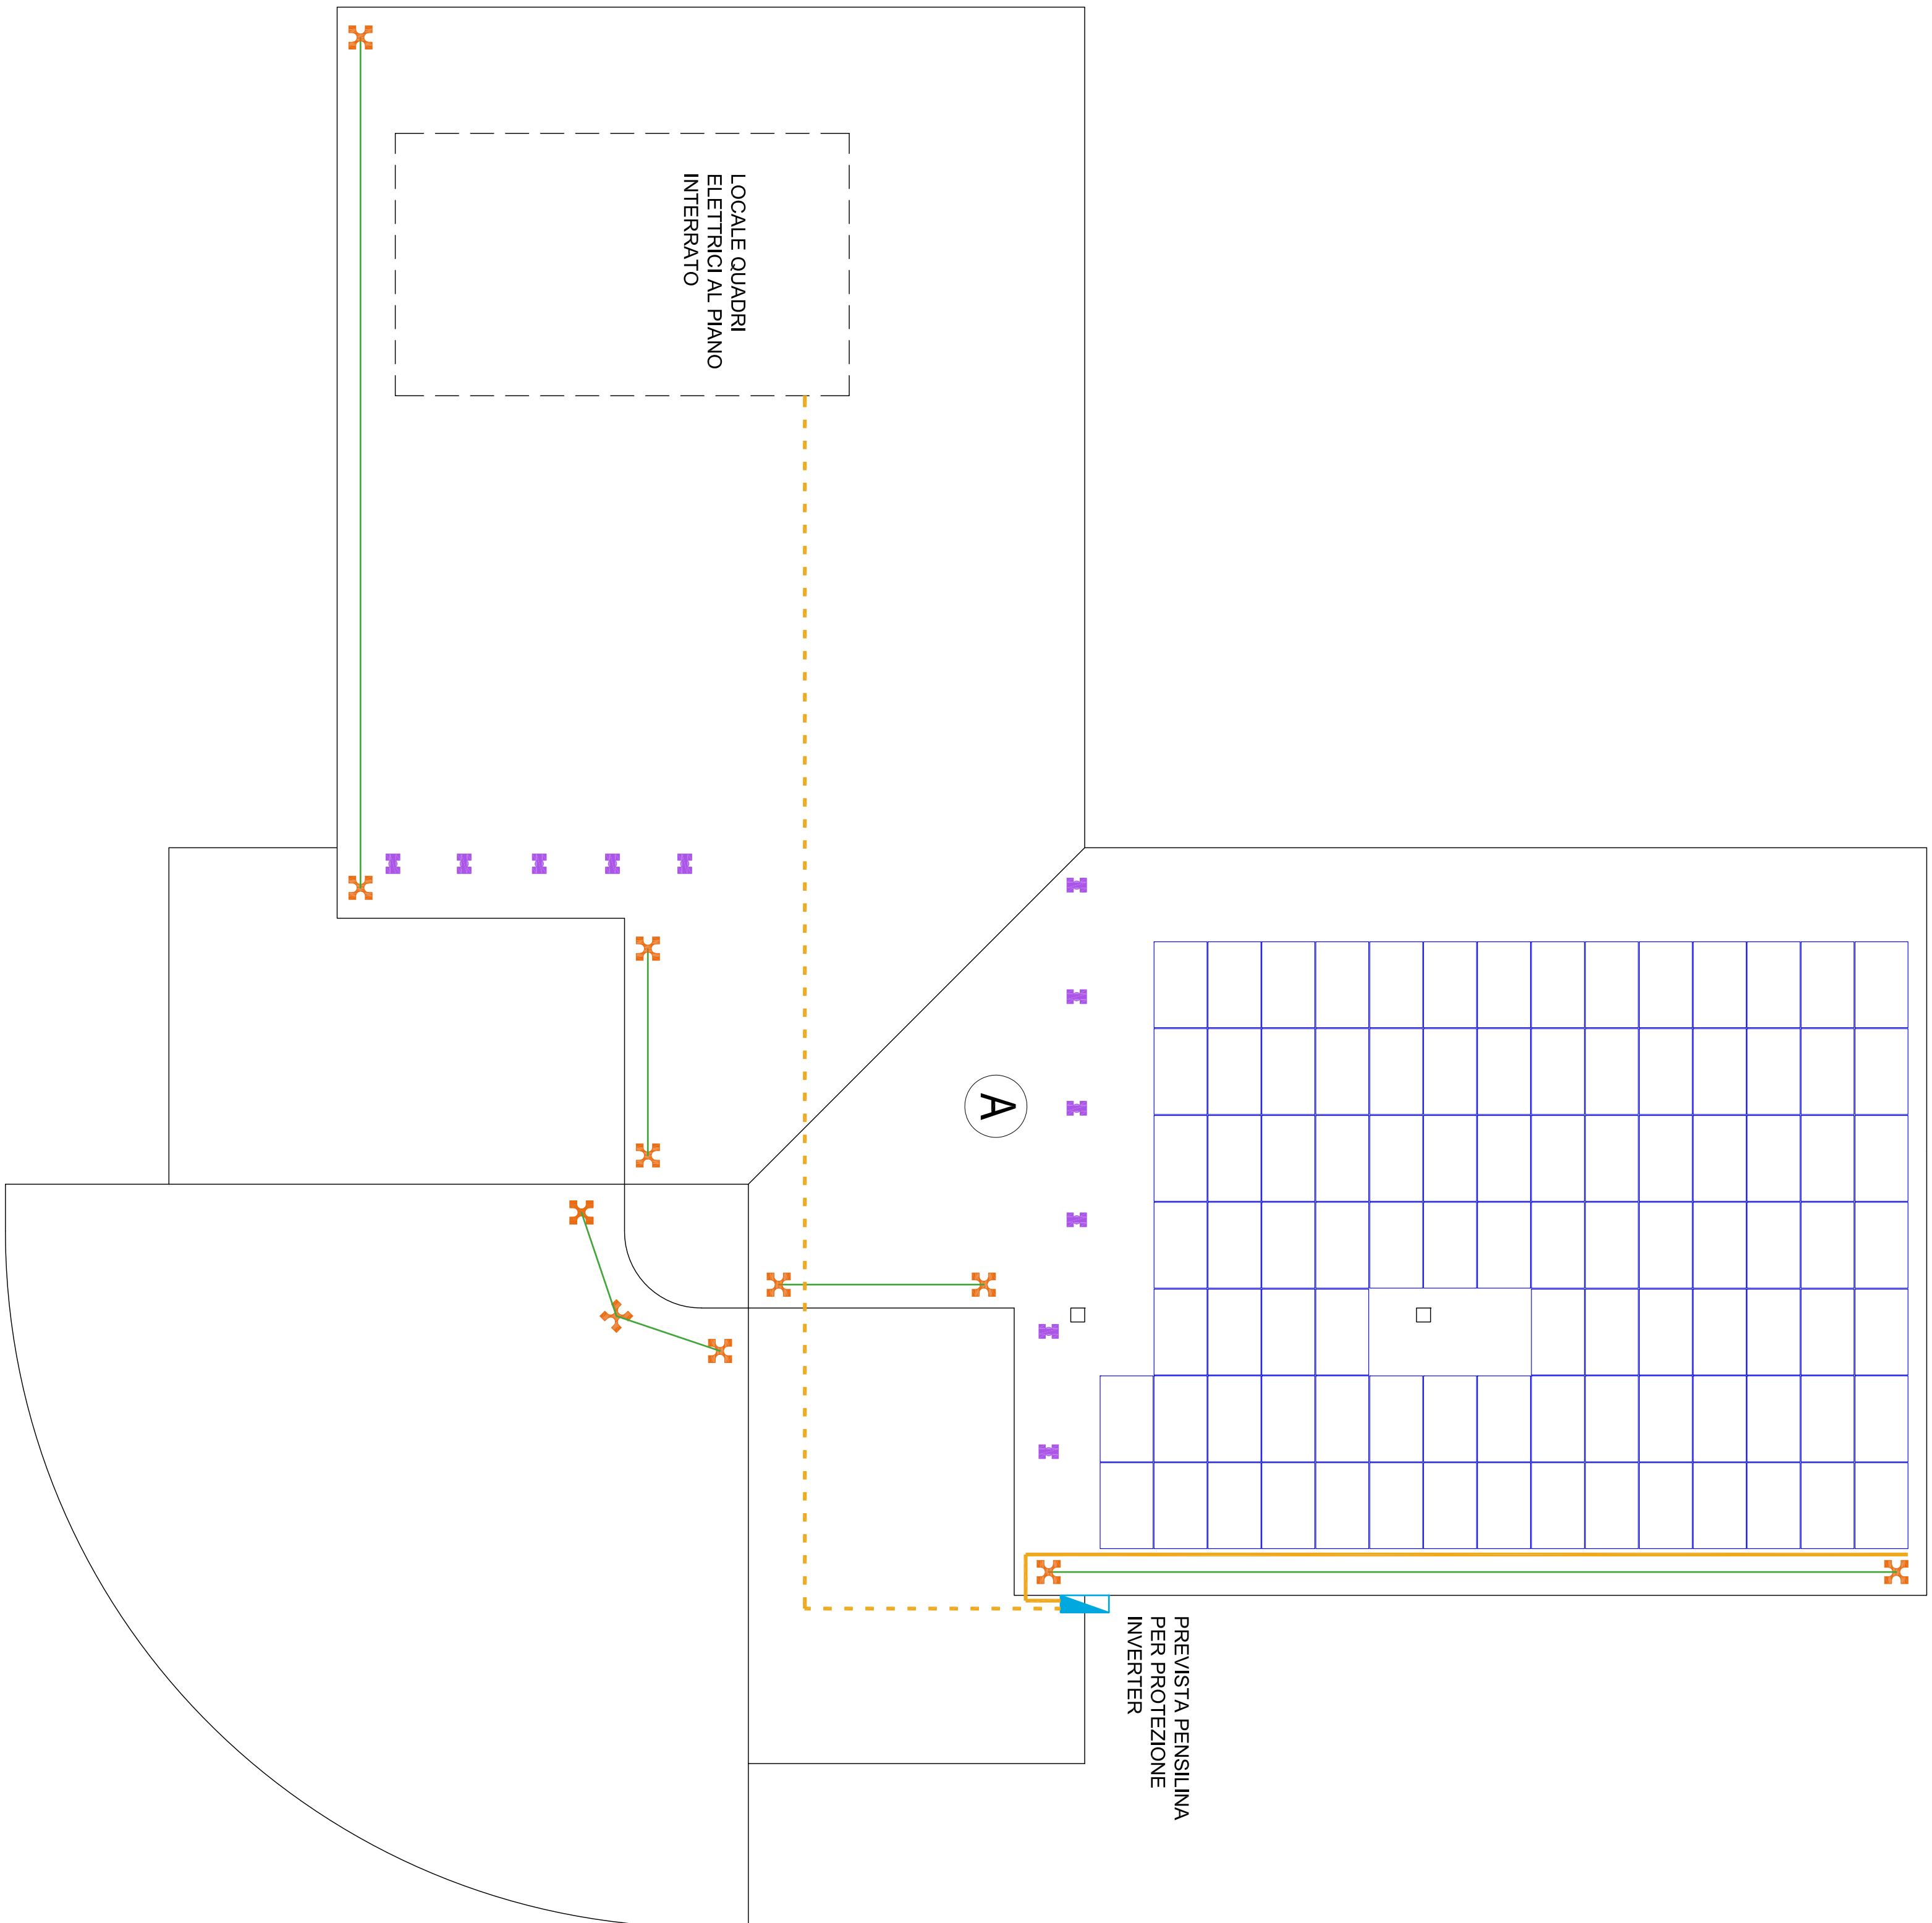 LOCALE QUADRI
ELETTRICI AL PIANO
INTERRATO
A
PREVISTA PENSILINA
PER PROTEZIONE
INVERTER